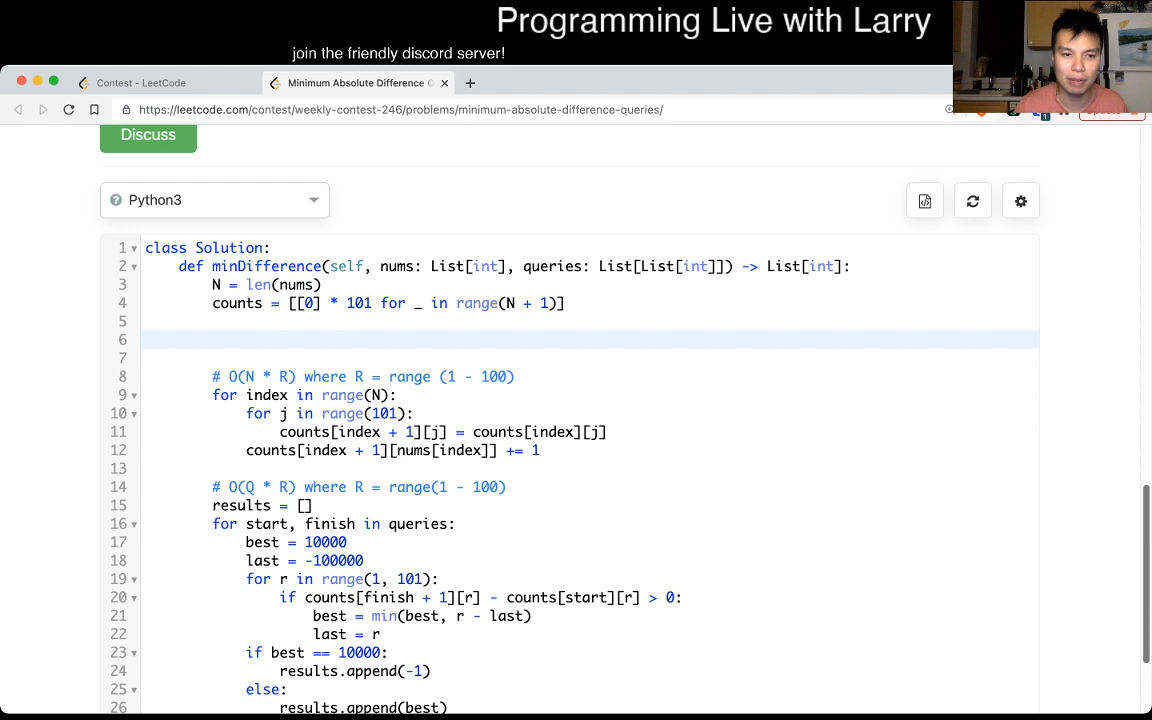 Programming Live with Larry
join the friendly discord server!
Contest - LeetCode
Minimum Absolute Difference Q
https://leetcode.com/contest/weekly-contest-246/problems/minimum-absolute-difference-queries/
Discuss
Python3
1 class Solution:
2     def minDifference(self, nums: List[int], queries: List[List[int]]) -> List[int]:
3         N = len(nums)
4         counts = [[0] * 101 for _ in range(N + 1)]
5
6
7
8         # O(N * R) where R = range (1 - 100)
9         for index in range(N):
10             for j in range(101):
11                 counts[index + 1][j] = counts[index][j]
12             counts[index + 1][nums[index]] += 1
13
14         # O(Q * R) where R = range(1 - 100)
15         results = []
16         for start, finish in queries:
17             best = 10000
18             last = -100000
19             for r in range(1, 101):
20                 if counts[finish + 1][r] - counts[start][r] > 0:
21                     best = min(best, r - last)
22                     last = r
23             if best == 10000:
24                 results.append(-1)
25             else:
26                 results.append(best)